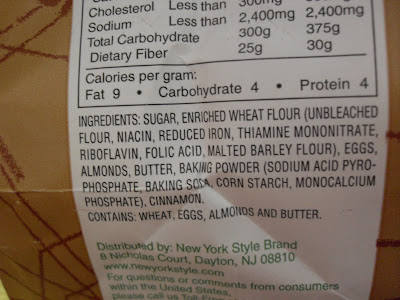 Cholesterol Less than 300mg
Sodium Less than 2,400mg 2,400mg
Total Carbohydrate 300g 375g
Dietary Fiber 25g 30g
Calories per gram:
Fat 9 • Carbohydrate 4 • Protein 4
INGREDIENTS: SUGAR, ENRICHED WHEAT FLOUR (UNBLEACHED
FLOUR, NIACIN, REDUCED IRON, THIAMINE MONONITRATE,
RIBOFLAVIN, FOLIC ACID, MALTED BARLEY FLOUR), EGGS,
ALMONDS, BUTTER, BAKING POWDER (SODIUM ACID PYRO-
PHOSPHATE, BAKING SODA, CORN STARCH, MONOCALCIUM
PHOSPHATE), CINNAMON.
CONTAINS: WHEAT, EGGS, ALMONDS AND BUTTER.
Distributed by: New York Style Brand
8 Nicholas Court, Dayton, NJ 08810
www.newyorkstyle.com
For questions or comments from consumers
within the United States,
please call us Toll